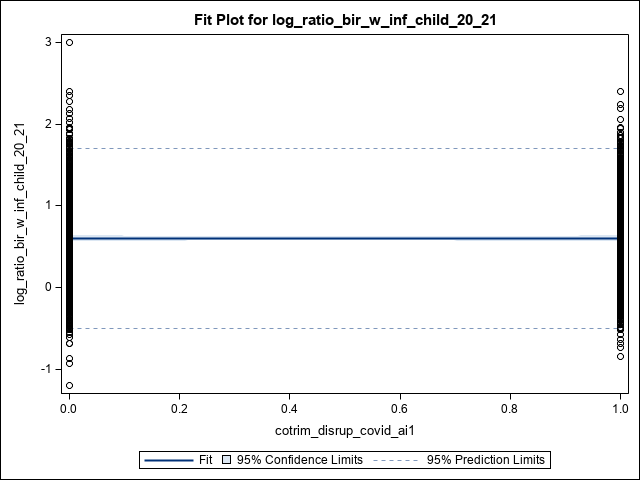 Fit Plot for log_ratio_bir_w_inf_child_20_21
3
2
1
0
-1
log_ratio_bir_w_inf_child_20_21
0.0 0.2 0.4 0.6 0.8 1.0
cotrim_disrup_covid_ai1
Fit 95% Confidence Limits 95% Prediction Limits